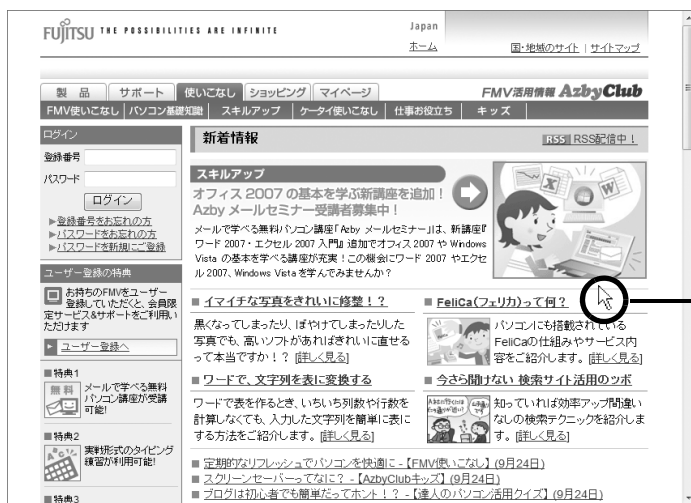 FUJITSU THE POSSIBILITIES ARE INFINITE
Japan
ホーム
国・地域のサイト | サイトマップ
製 品 サポート 使いこなし ショッピング マイページ
FMV活用情報 AzbyClub
FMV使いこなし パソコン基礎知識 スキルアップ ケータイ使いこなし 仕事お役立ち キッズ
ログイン
登録番号
パスワード
ログイン
▶登録番号をお忘れの方
▶パスワードをお忘れの方
▶パスワードを新規にご登録
ユーザー登録の特典
お持ちのFMVをユーザー
登録していただくと、会員限
定サービス&サポートをご利用い
ただけます
ユーザー登録へ
■特典1
無料
メールで学べる無料
パソコン講座が受講
可能!
■特典2
実戦形式のタイピング
練習が利用可能!
■特典3
新着情報
RSS RSS配信中!
スキルアップ
オフィス 2007 の基本を学ぶ新講座を追加!
Azby メールセミナー受講者募集中!
メールで学べる無料パソコン講座『Azby メールセミナー』は、新講座『
ワード 2007・エクセル 2007 入門』追加でオフィス 2007 や Windows
Vista の基本を学べる講座が充実!この機会にワード 2007 やエクセ
ル 2007、Windows Vista を学んでみませんか?
■ イマイチな写真をきれいに修整!?
黒くなってしまったり、ぼやけてしまったりした
写真でも、高いソフトがあればきれいに直せる
って本当ですか!? [詳しく見る]
■ FeliCa(フェリカ)って何?
パソコンにも搭載されている
FeliCaの仕組みやサービス内
容をご紹介します。[詳しく見る]
■ ワードで、文字列を表に変換する
ワードで表を作るとき、いちいち列数や行数を
計算しなくても、入力した文字列を簡単に表に
する方法をご紹介します。[詳しく見る]
■ 今さら聞けない 検索サイト活用のツボ
知っていれば効率アップ間違い
なしの検索テクニックを紹介しま
す。[詳しく見る]
■ 定期的なリフレッシュでパソコンを快適に -【FMV使いこなし】(9月24日)
■ スクリーンセーバーってなに? -【AzbyClubキッズ】(9月24日)
■ ブログは初心者でも簡単だってホント!? -【達人のパソコン活用クイズ】(9月24日)